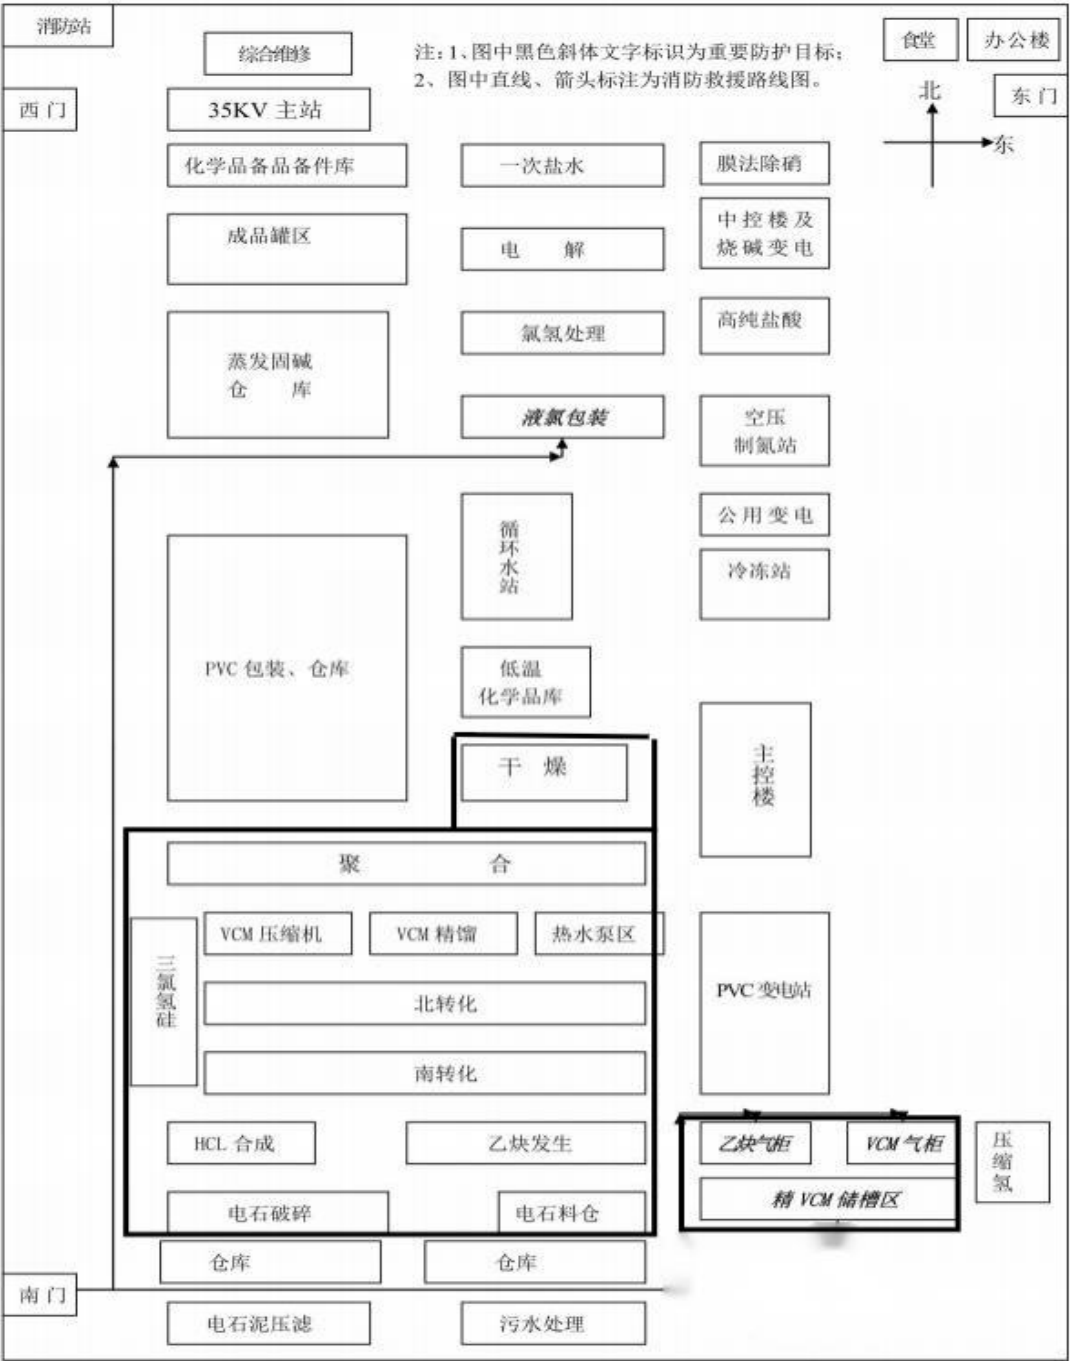 消防站
综合维修
注：1、图中黑色斜体文字标识为重要防护目标；
2、图中直线、箭头标注为消防救援路线图。
食堂
办公楼
西门
35KV 主站
北
东门
东
化学品备品备件库
一次盐水
膜法除硝
成品罐区
电 解
中控楼及
烧碱变电
蒸发固碱
仓 库
氯氢处理
高纯盐酸
液氯包装
空压
制氮站
循环水站
公用变电
冷冻站
PVC 包装、仓库
低温
化学品库
干 燥
主控楼
聚 合
三氯氢硅
VCM 压缩机
VCM 精馏
热水泵区
PVC 变电站
北转化
南转化
HCL 合成
乙炔发生
乙炔气柜
VCM 气柜
压缩氢
电石破碎
电石料仓
精 VCM 储槽区
仓库
仓库
南门
电石泥压滤
污水处理